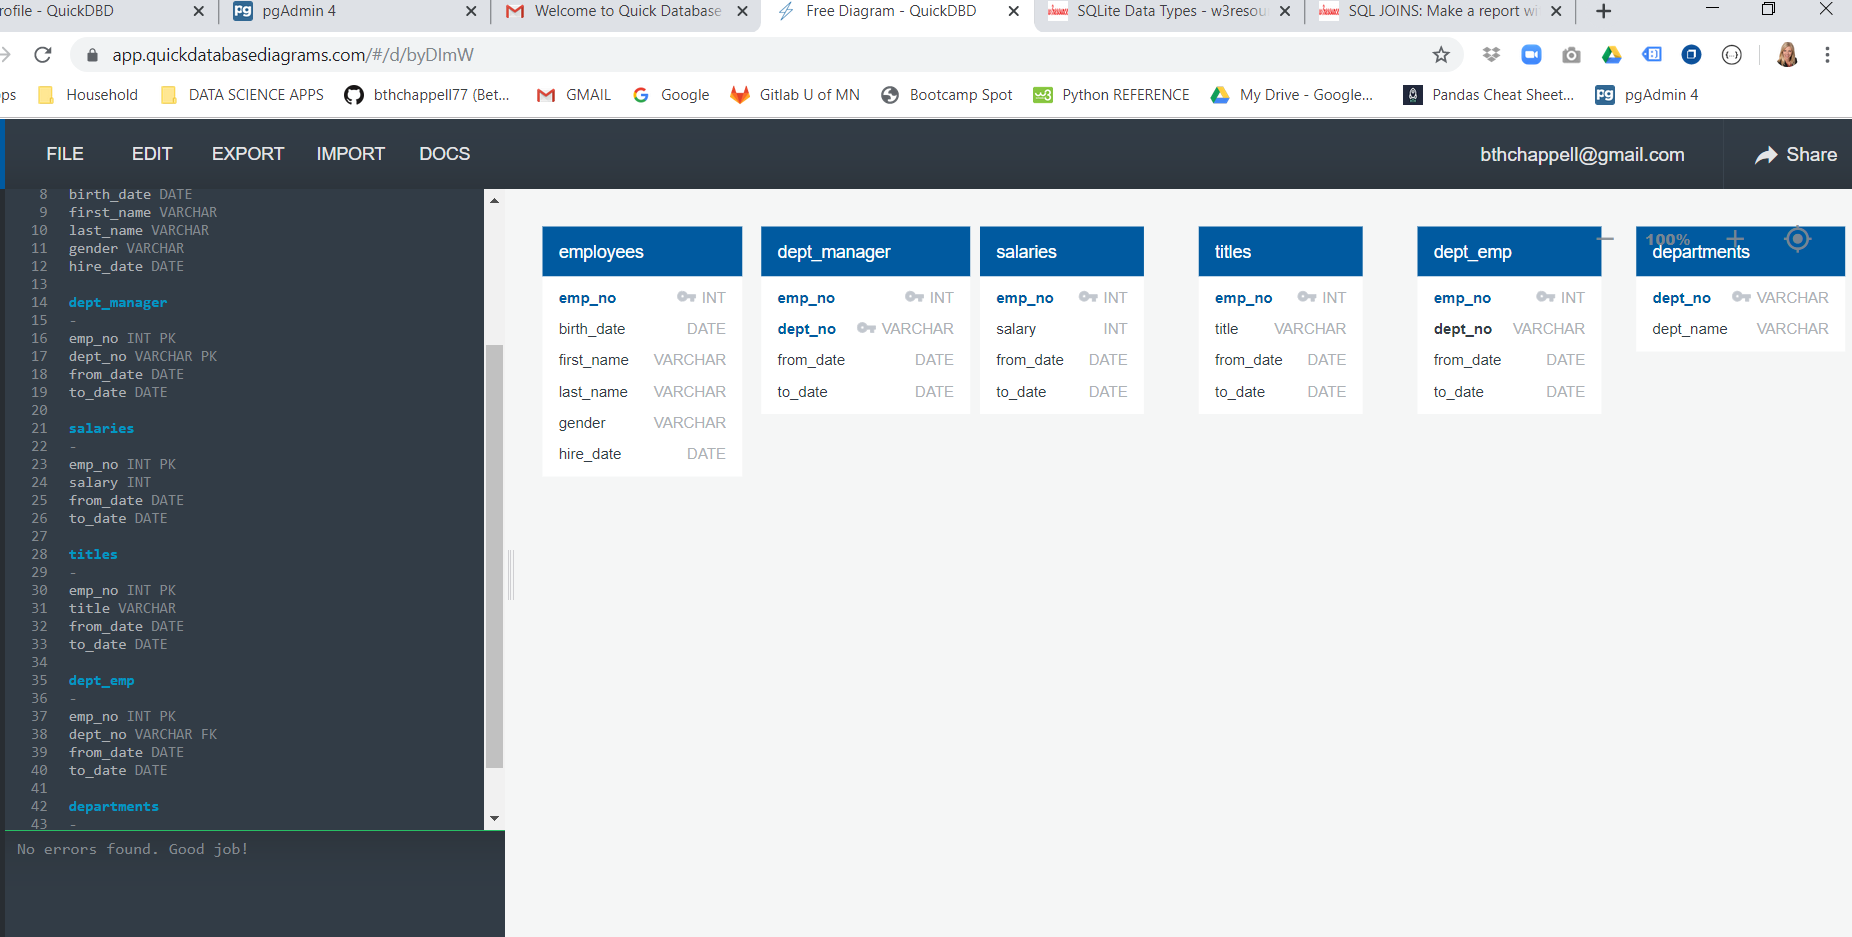 rofile - QuickDBD
pgAdmin 4
Welcome to Quick Database
Free Diagram - QuickDBD
SQLite Data Types - w3resou
SQL JOINS: Make a report wi
app.quickdatabasediagrams.com/#/d/byDImW
ps
Household
DATA SCIENCE APPS
bthchappell77 (Bet...
GMAIL
Google
Gitlab U of MN
Bootcamp Spot
Python REFERENCE
My Drive - Google...
Pandas Cheat Sheet...
pgAdmin 4
FILE EDIT EXPORT IMPORT DOCS
bthchappell@gmail.com
Share
8 birth_date DATE
9 first_name VARCHAR
10 last_name VARCHAR
11 gender VARCHAR
12 hire_date DATE
13
14 dept_manager
15 -
16 emp_no INT PK
17 dept_no VARCHAR PK
18 from_date DATE
19 to_date DATE
20
21 salaries
22 -
23 emp_no INT PK
24 salary INT
25 from_date DATE
26 to_date DATE
27
28 titles
29 -
30 emp_no INT PK
31 title VARCHAR
32 from_date DATE
33 to_date DATE
34
35 dept_emp
36 -
37 emp_no INT PK
38 dept_no VARCHAR FK
39 from_date DATE
40 to_date DATE
41
42 departments
43 -
No errors found. Good job!
employees
emp_no INT
birth_date DATE
first_name VARCHAR
last_name VARCHAR
gender VARCHAR
hire_date DATE
dept_manager
emp_no INT
dept_no VARCHAR
from_date DATE
to_date DATE
salaries
emp_no INT
salary INT
from_date DATE
to_date DATE
titles
emp_no INT
title VARCHAR
from_date DATE
to_date DATE
dept_emp
emp_no INT
dept_no VARCHAR
from_date DATE
to_date DATE
100%
departments
dept_no VARCHAR
dept_name VARCHAR